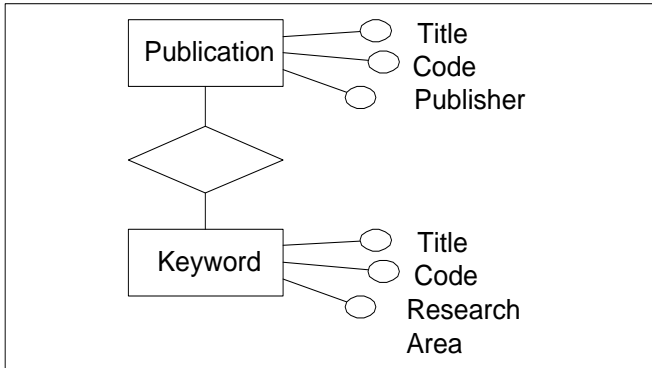 Publication
Title
Code
Publisher
Keyword
Title
Code
Research
Area